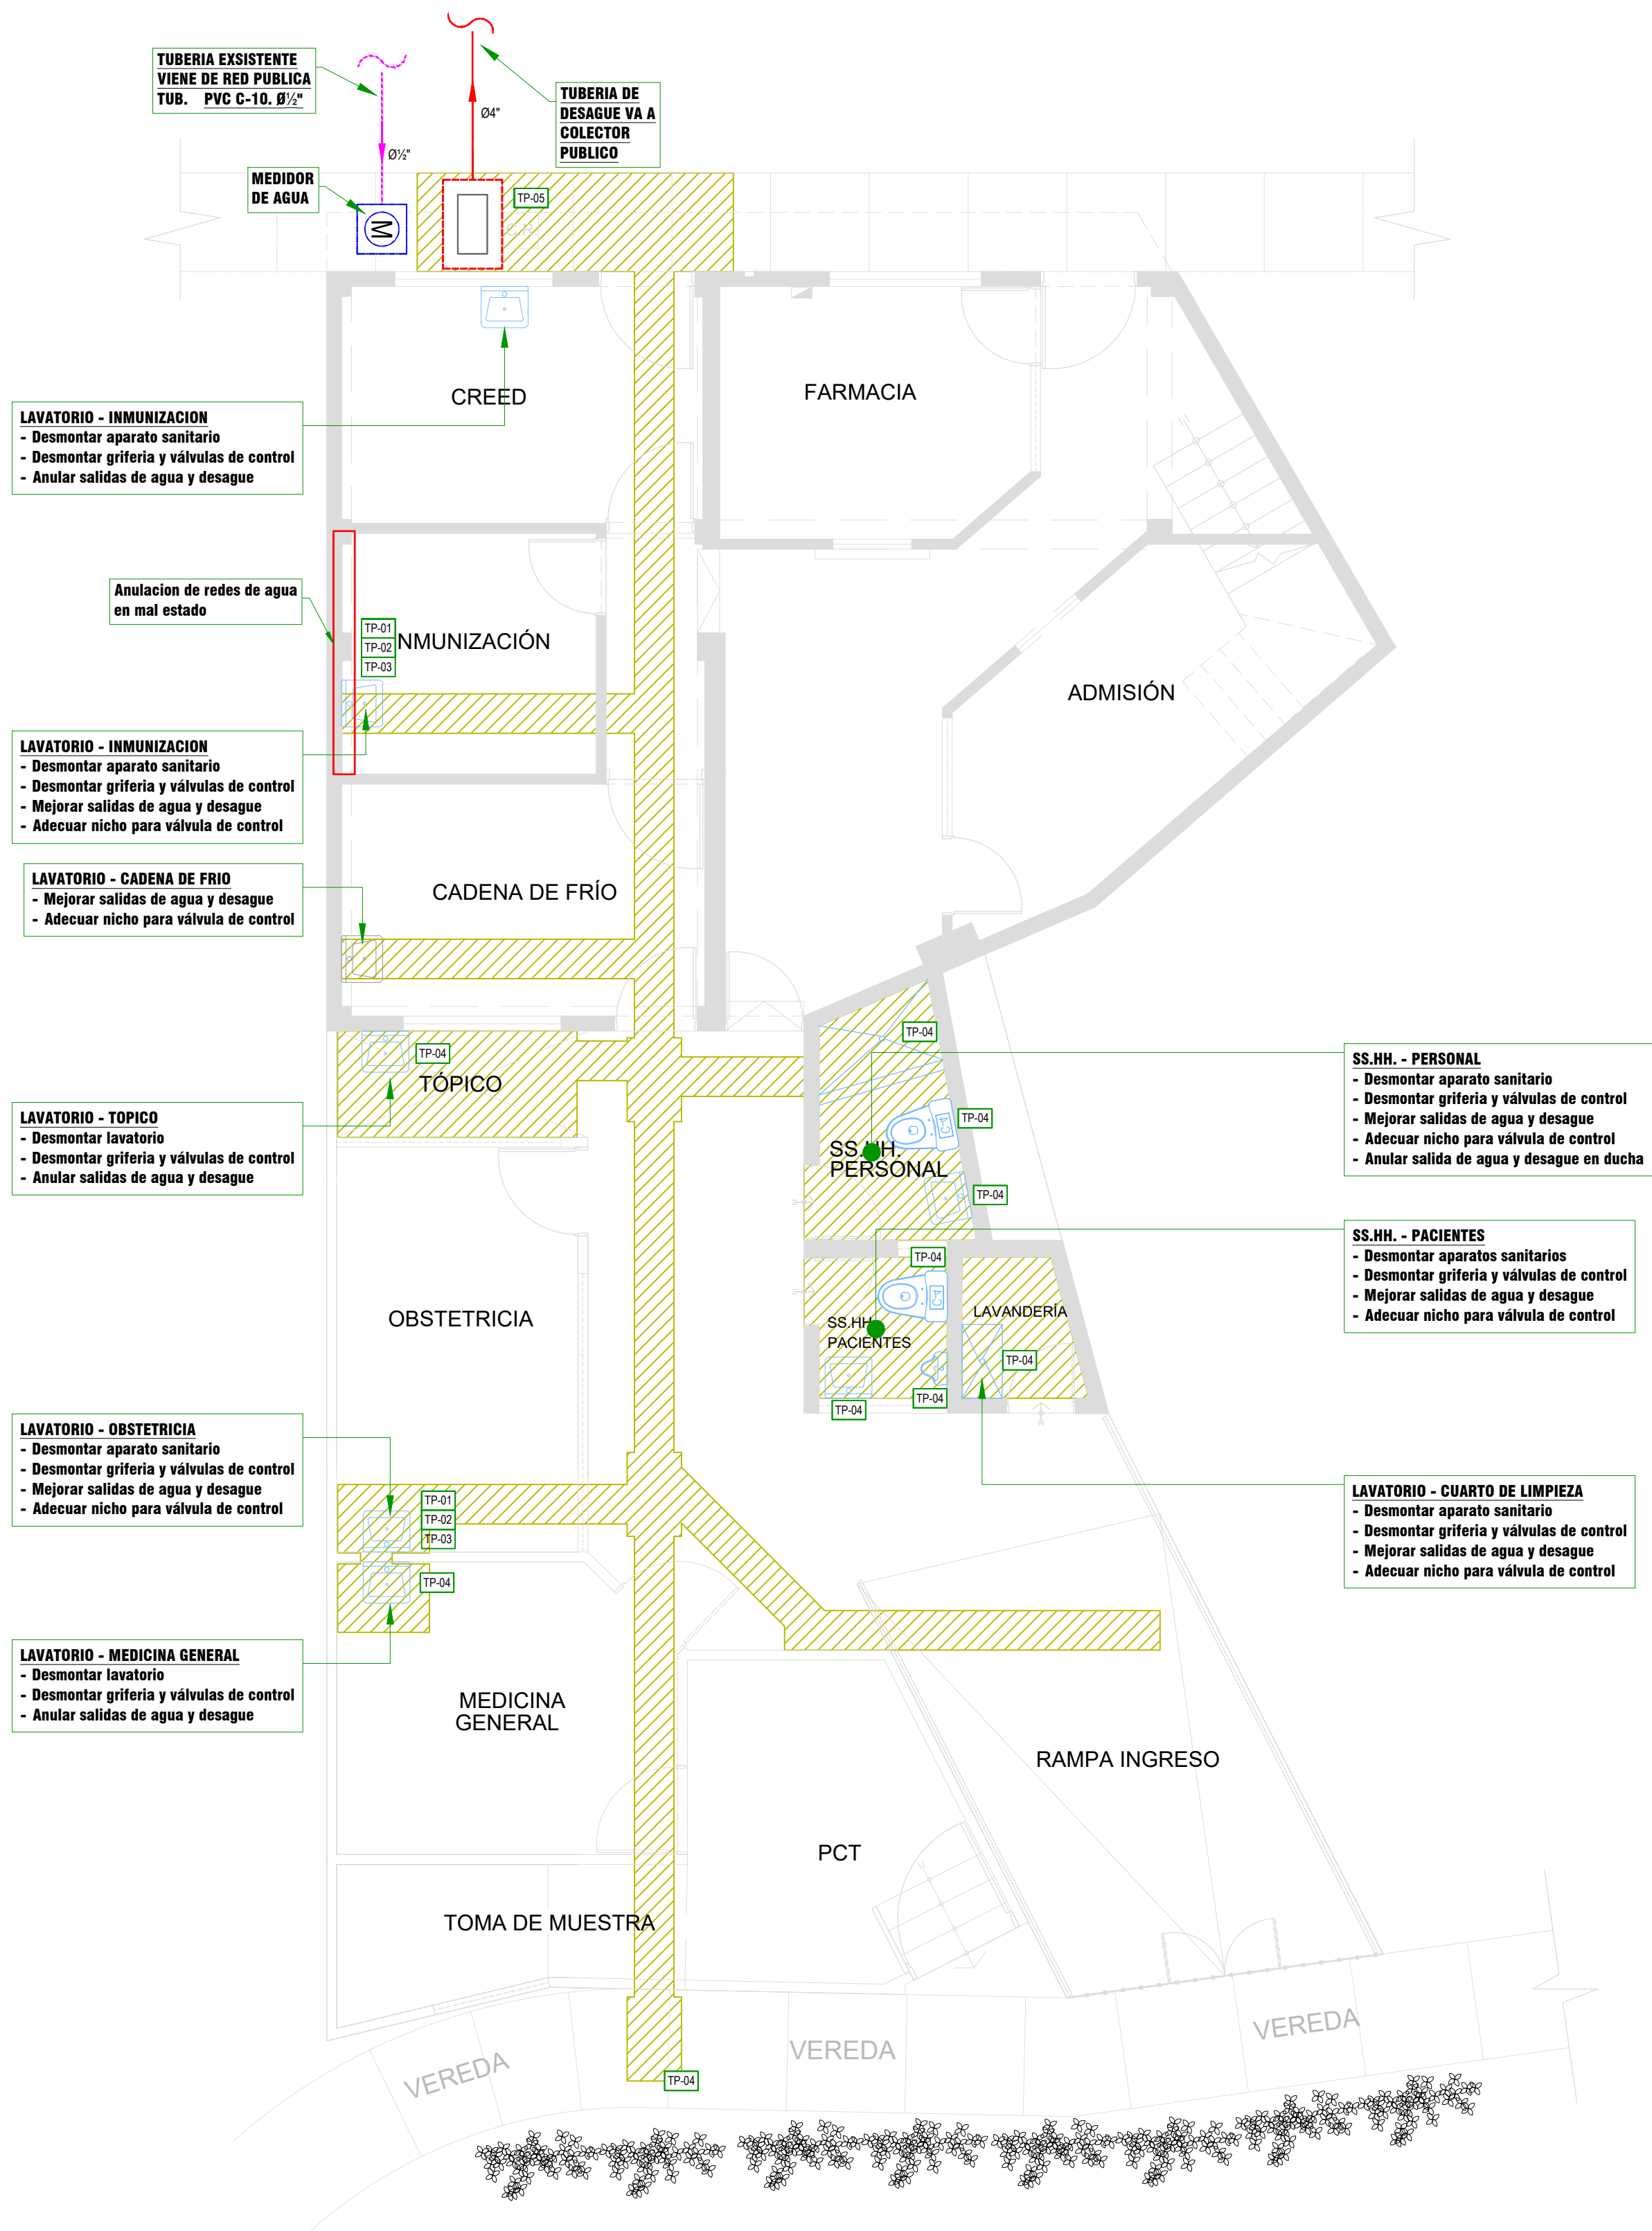 TUBERIA EXSISTENTE
VIENE DE RED PUBLICA
TUB. PVC C-10. Ø½"
Ø4"
TUBERIA DE
DESAGUE VA A
COLECTOR
PUBLICO
Ø½"
MEDIDOR
DE AGUA
M
TP-05
C.R.
CREED
FARMACIA
LAVATORIO - INMUNIZACION
- Desmontar aparato sanitario
- Desmontar griferia y válvulas de control
- Anular salidas de agua y desague
Anulacion de redes de agua
en mal estado
TP-01
TP-02
TP-03
NMUNIZACIÓN
ADMISIÓN
LAVATORIO - INMUNIZACION
- Desmontar aparato sanitario
- Desmontar griferia y válvulas de control
- Mejorar salidas de agua y desague
- Adecuar nicho para válvula de control
LAVATORIO - CADENA DE FRIO
- Mejorar salidas de agua y desague
- Adecuar nicho para válvula de control
CADENA DE FRÍO
TP-04
TP-04
TÓPICO
LAVATORIO - TOPICO
- Desmontar lavatorio
- Desmontar griferia y válvulas de control
- Anular salidas de agua y desague
SS.HH. - PERSONAL
- Desmontar aparato sanitario
- Desmontar griferia y válvulas de control
- Mejorar salidas de agua y desague
- Adecuar nicho para válvula de control
- Anular salida de agua y desague en ducha
TP-04
C4
SS.HH.
PERSONAL
TP-04
SS.HH. - PACIENTES
- Desmontar aparatos sanitarios
- Desmontar griferia y válvulas de control
- Mejorar salidas de agua y desague
- Adecuar nicho para válvula de control
TP-04
C4
OBSTETRICIA
SS.HH.
PACIENTES
LAVANDERÍA
TP-04
TP-04
TP-04
LAVATORIO - OBSTETRICIA
- Desmontar aparato sanitario
- Desmontar griferia y válvulas de control
- Mejorar salidas de agua y desague
- Adecuar nicho para válvula de control
TP-01
TP-02
TP-03
TP-04
LAVATORIO - CUARTO DE LIMPIEZA
- Desmontar aparato sanitario
- Desmontar griferia y válvulas de control
- Mejorar salidas de agua y desague
- Adecuar nicho para válvula de control
LAVATORIO - MEDICINA GENERAL
- Desmontar lavatorio
- Desmontar griferia y válvulas de control
- Anular salidas de agua y desague
MEDICINA
GENERAL
RAMPA INGRESO
PCT
TOMA DE MUESTRA
VEREDA
VEREDA
VEREDA
TP-04